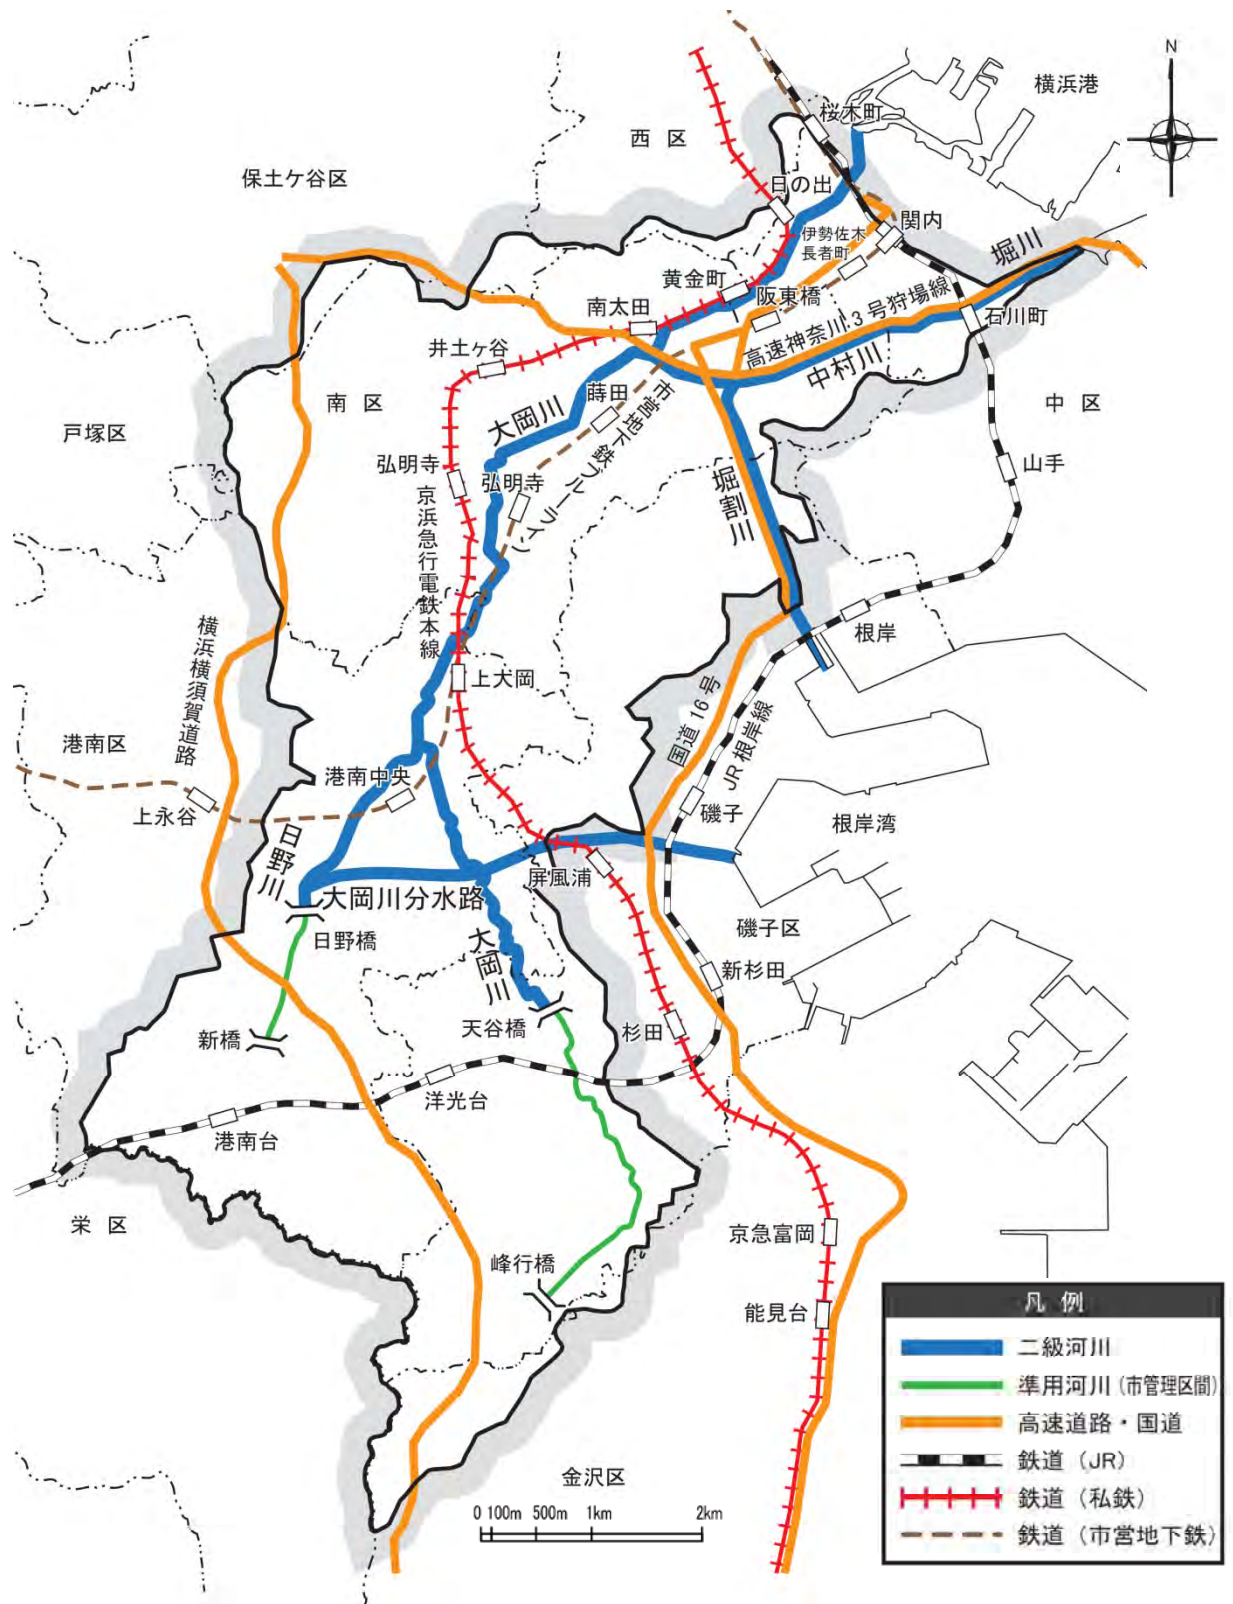 N
横浜港
桜木町
西区
保土ケ谷区
日の出
関内
伊勢佐木
長者町
堀川
黄金町
阪東橋
南太田
高速神奈川3号狩場線
石川町
井土ヶ谷
中村川
蒔田
南区
大岡川
市営地下鉄ブルーライン
中区
戸塚区
弘明寺
弘明寺
山手
堀割川
京浜急行電鉄本線
根岸
横浜横須賀道路
上大岡
国道16号
JR根岸線
港南区
港南中央
磯子
上永谷
根岸湾
日野川
屏風浦
大岡川分水路
磯子区
日野橋
大岡川
新杉田
天谷橋
杉田
新橋
洋光台
港南台
栄区
京急富岡
峰行橋
能見台
金沢区
0 100m 500m 1km 2km
凡例
二級河川
準用河川(市管理区間)
高速道路・国道
鉄道(JR)
鉄道(私鉄)
鉄道(市営地下鉄)